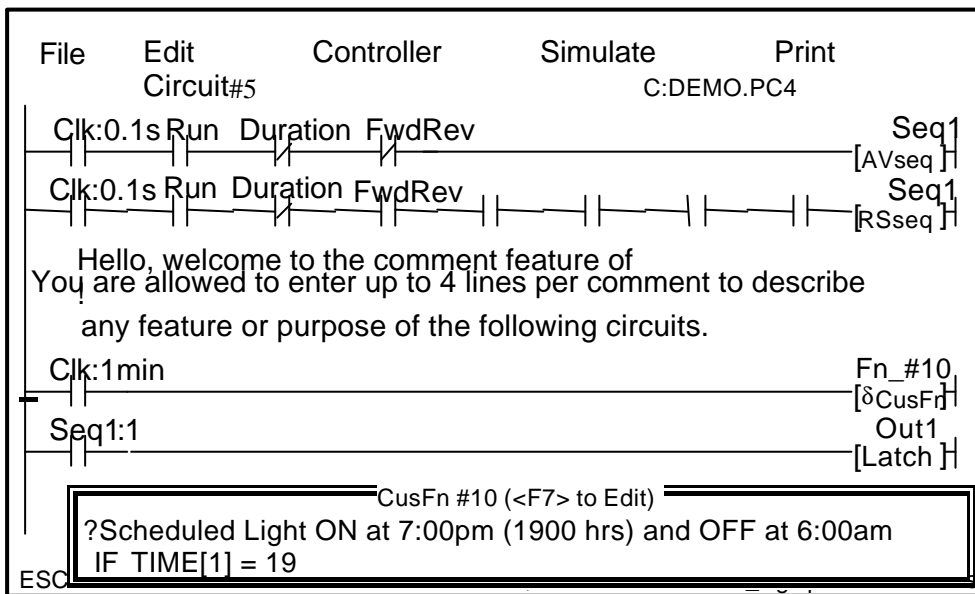 File Edit Controller Simulate Print
Circuit#5 C:DEMO.PC4
Clk:0.1s Run Duration FwdRev Seq1
[AVseq ]
Clk:0.1s Run Duration FwdRev Seq1
[RSseq ]
Hello, welcome to the comment feature of
You are allowed to enter up to 4 lines per comment to describe
!
any feature or purpose of the following circuits.
Clk:1min Fn_#10
[δCusFn]
Seq1:1 Out1
[Latch ]
CusFn #10 (<F7> to Edit)
?Scheduled Light ON at 7:00pm (1900 hrs) and OFF at 6:00am
IF TIME[1] = 19
ESC